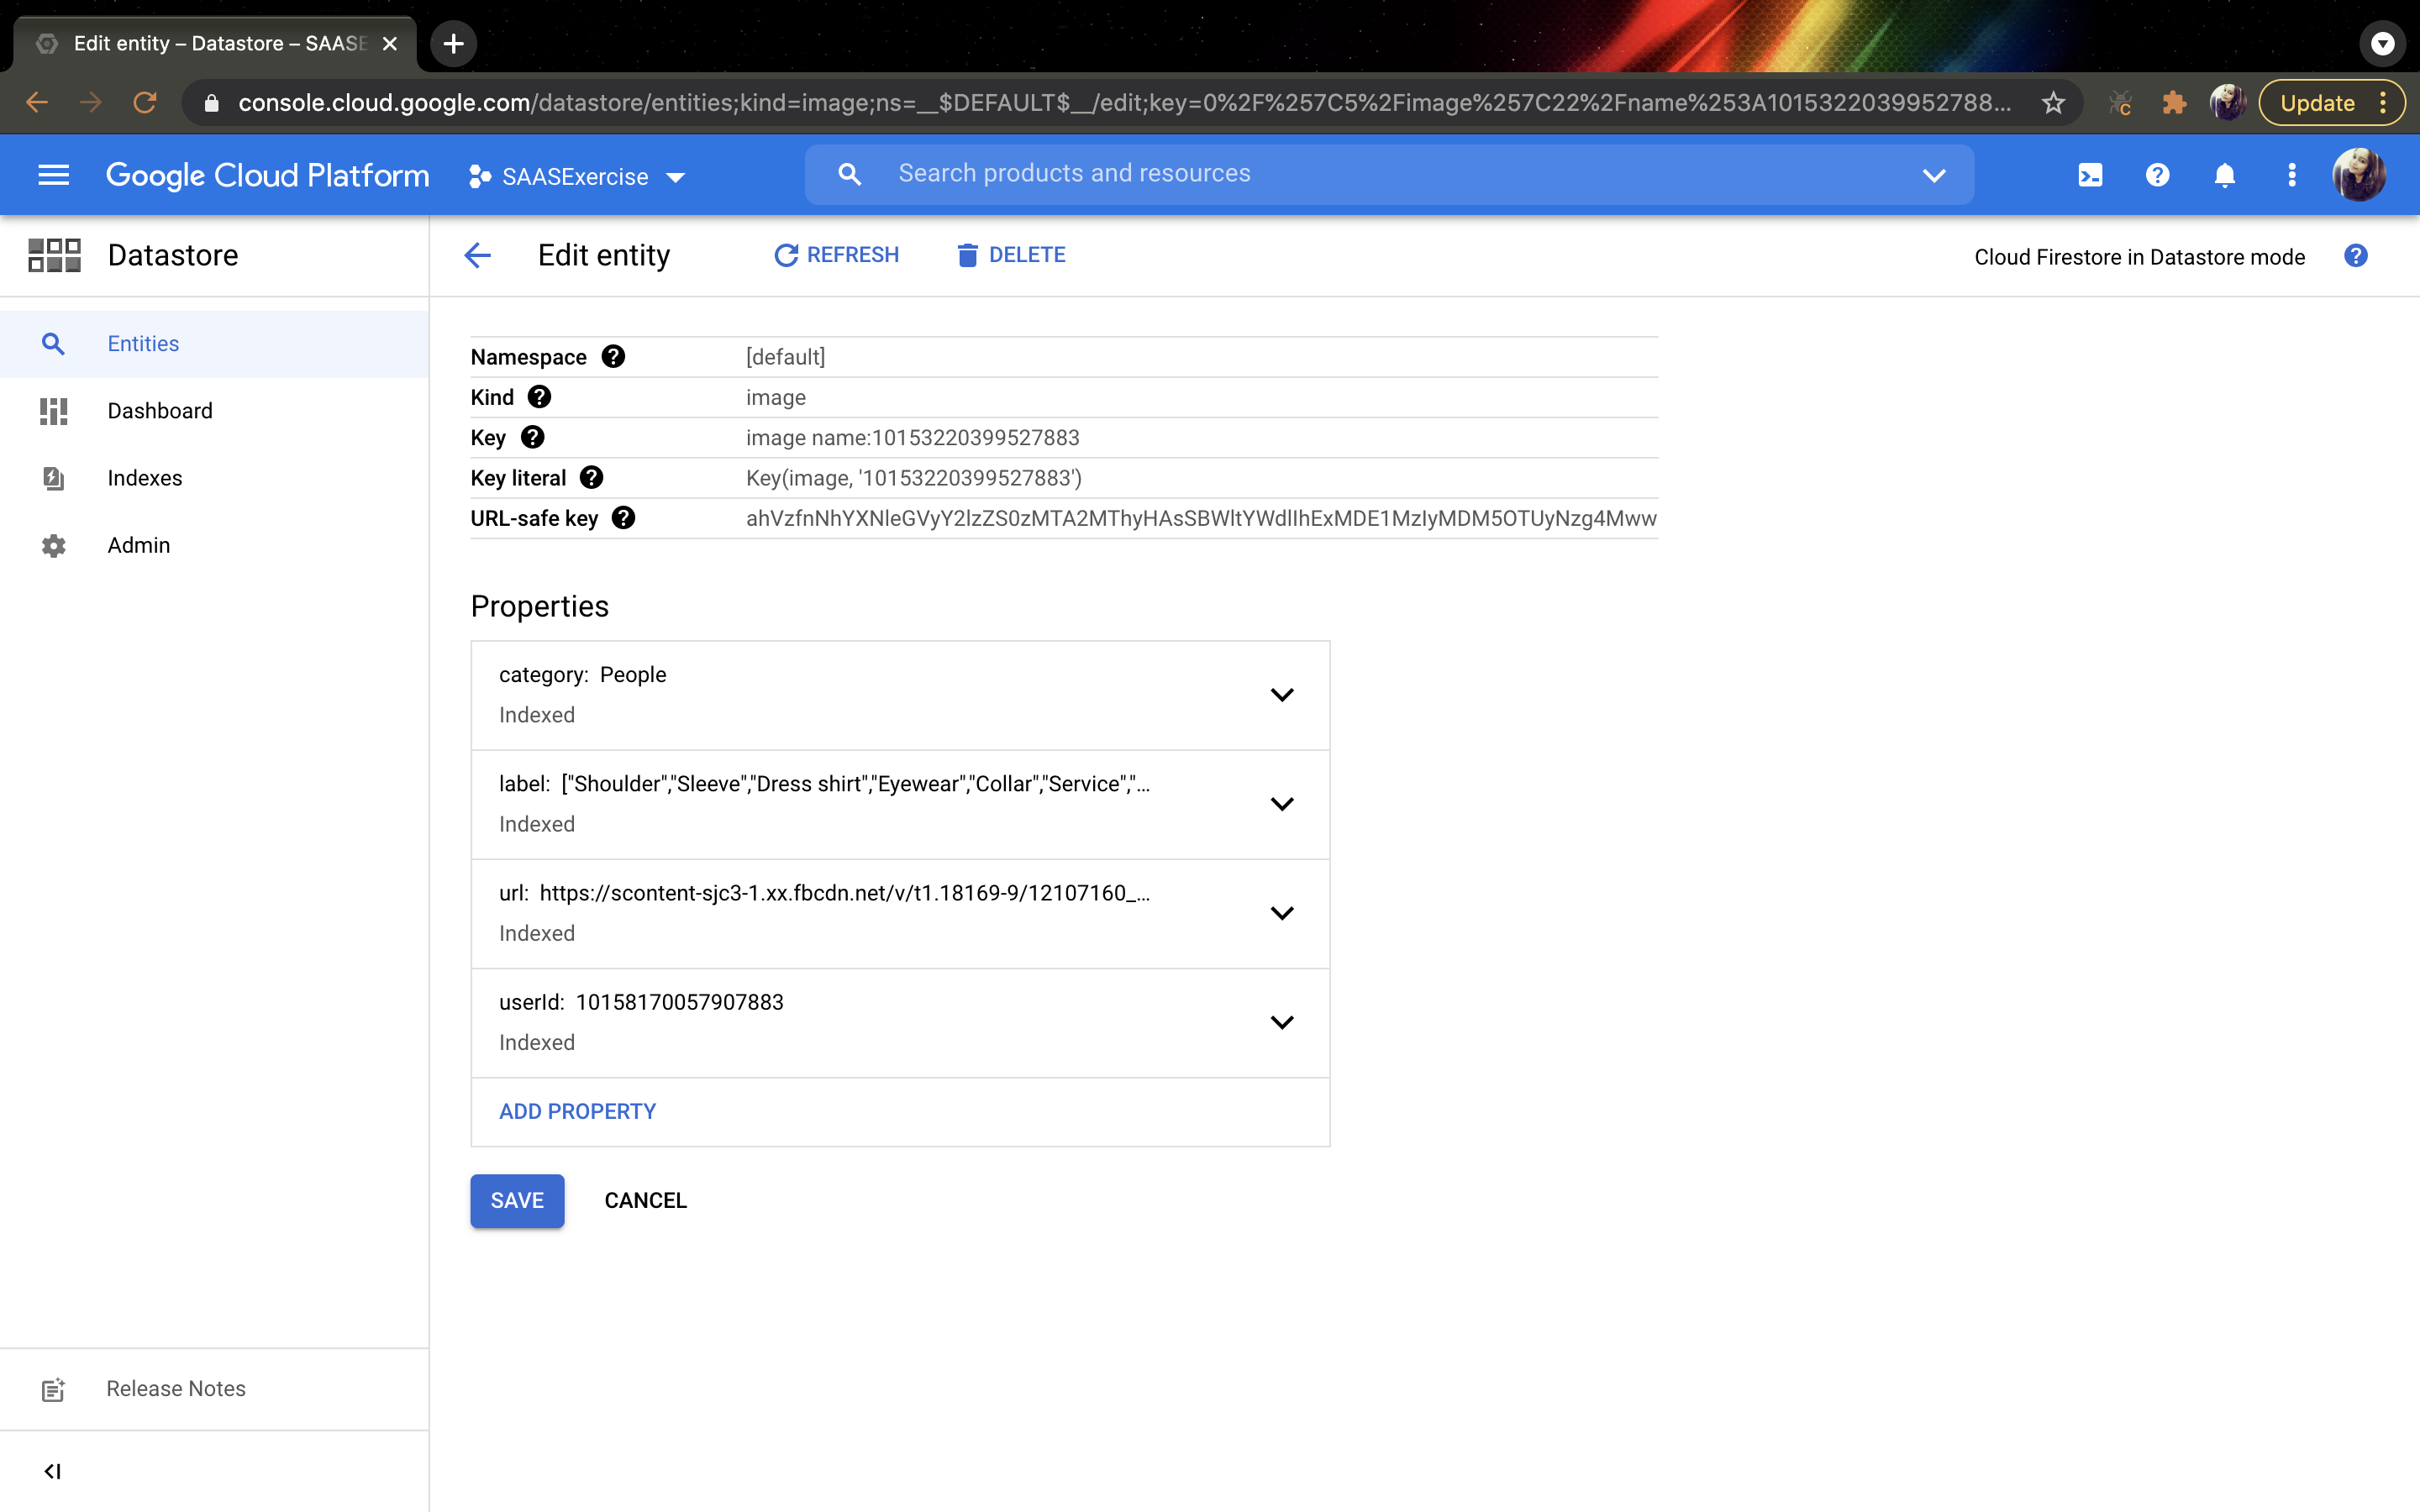 Edit entity – Datastore – SAASE
console.cloud.google.com/datastore/entities;kind=image;ns=__$DEFAULT$__/edit;key=0%2F%257C5%2Fimage%257C22%2Fname%253A1015322039952788...
Update
Google Cloud Platform
SAASExercise
Search products and resources
Datastore
Edit entity
REFRESH
DELETE
Cloud Firestore in Datastore mode
Entities
Dashboard
Indexes
Admin
Namespace [default]
Kind image
Key image name:10153220399527883
Key literal Key(image, '10153220399527883')
URL-safe key ahVzfnNhYXNleGVyY2lzZS0zMTA2MThyHAsSBWltYWdlIhExMDE1MzIyMDM5OTUyNzg4Mww
Properties
category: People
Indexed
label: ["Shoulder","Sleeve","Dress shirt","Eyewear","Collar","Service","...
Indexed
url: https://scontent-sjc3-1.xx.fbcdn.net/v/t1.18169-9/12107160_...
Indexed
userId: 10158170057907883
Indexed
ADD PROPERTY
SAVE
CANCEL
Release Notes